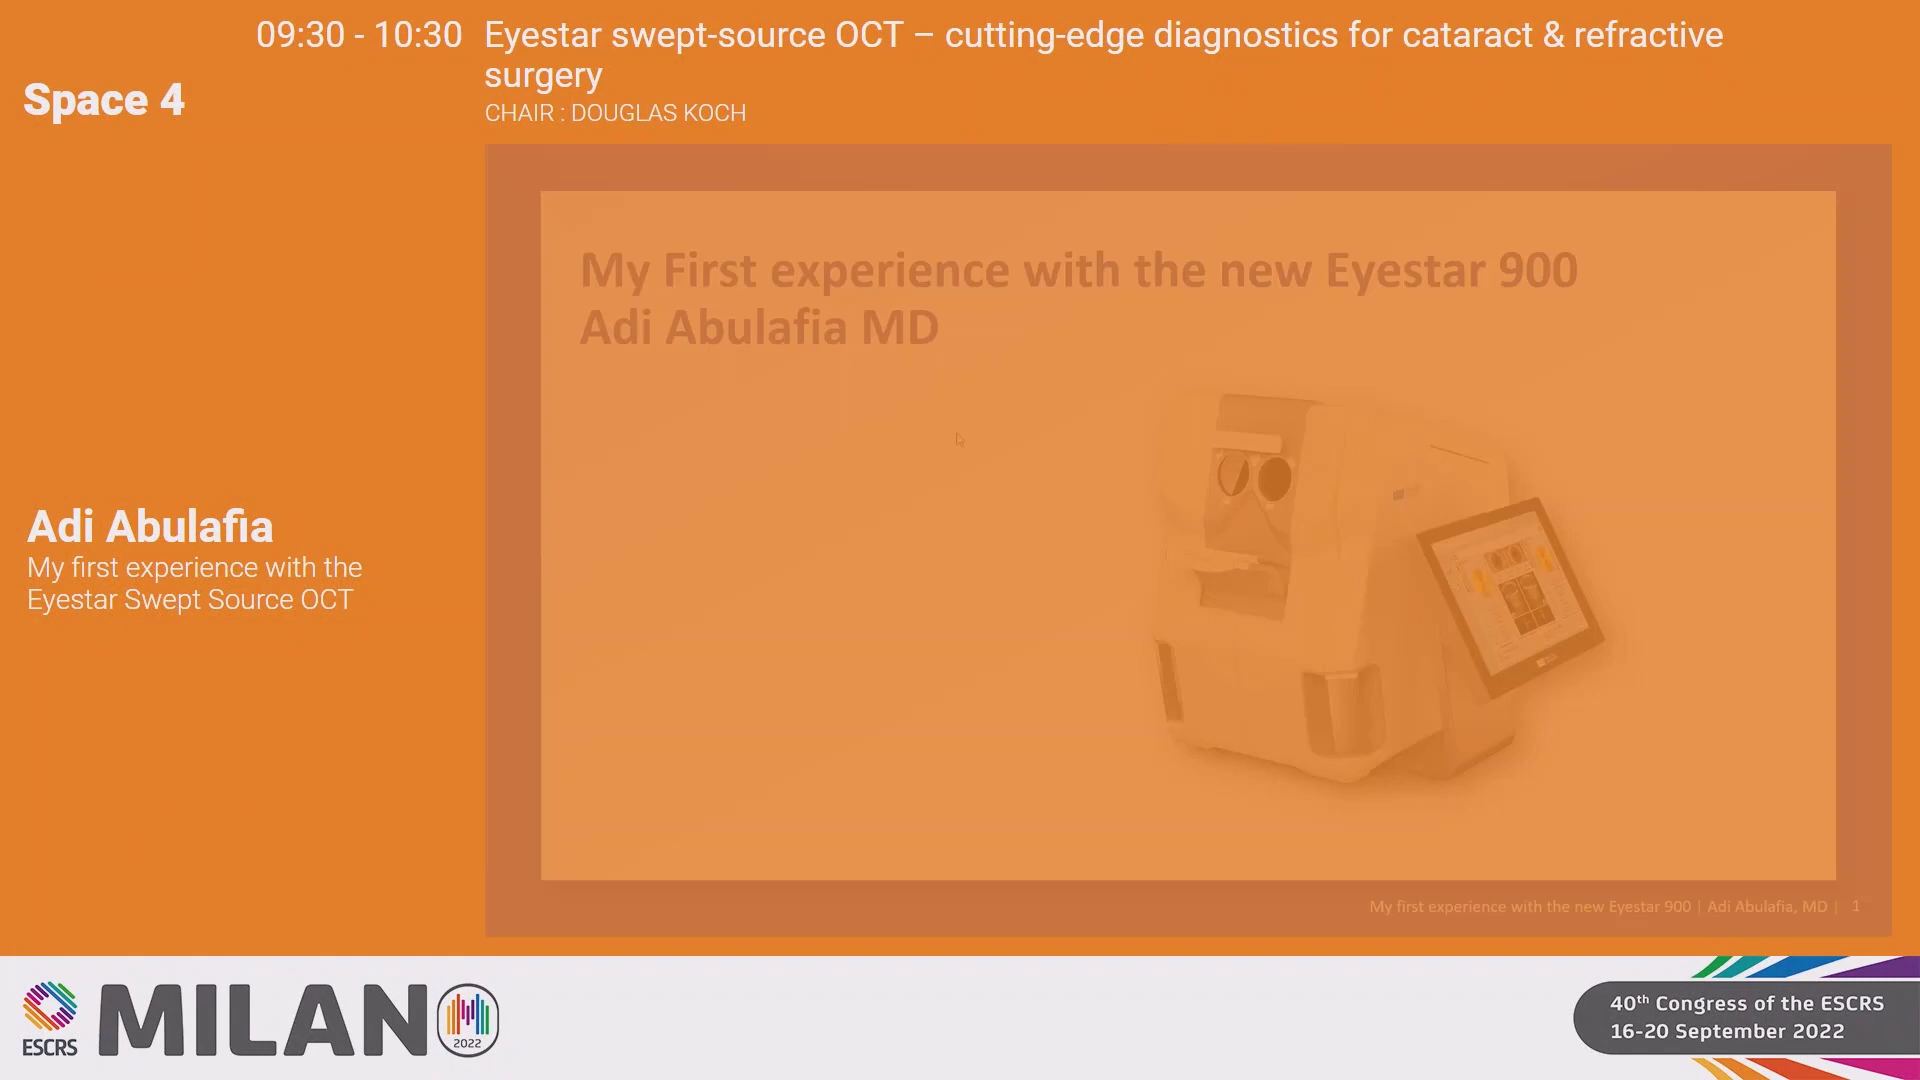 09:30 - 10:30 Eyestar swept-source OCT – cutting-edge diagnostics for cataract & refractive
surgery
CHAIR : DOUGLAS KOCH
Space 4
My First experience with the new Eyestar 900
Adi Abulafia MD
Adi Abulafia
My first experience with the
Eyestar Swept Source OCT
My first experience with the new Eyestar 900 | Adi Abulafia, MD | 1
ESCRS
MILAN
2022
40th Congress of the ESCRS
16-20 September 2022